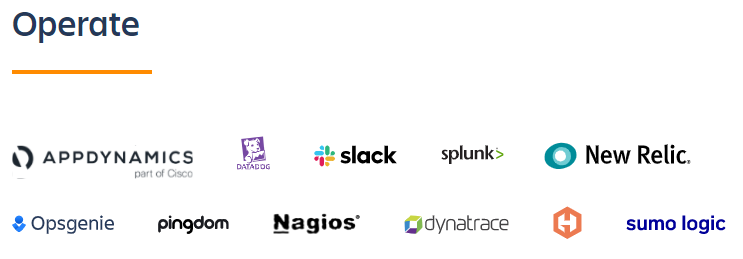 Operate
APPDYNAMICS
part of Cisco
DATADOG
slack
splunk>
New Relic®
Opsgenie
pingdom
Nagios®
dynatrace
H
sumo logic